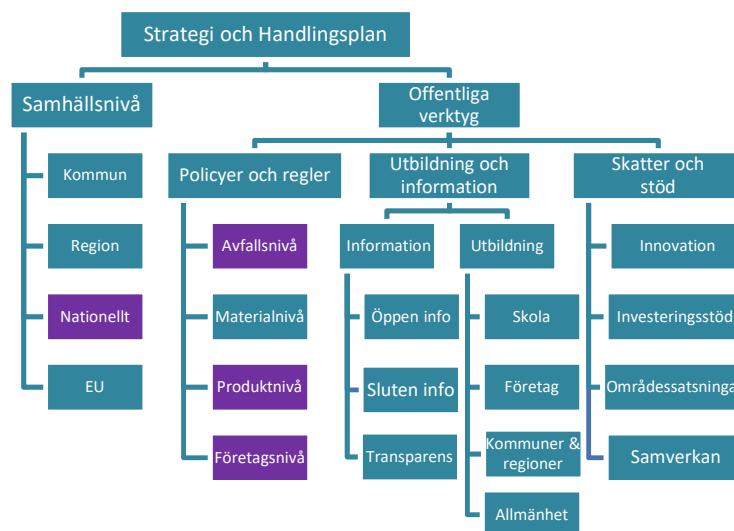 Strategi och Handlingsplan
Samhällsnivå
Offentliga
verktyg
Kommun
Region
Nationellt
EU
Policyer och regler
Utbildning och
information
Skatter och
stöd
Avfallsnivå
Materialnivå
Produktnivå
Företagsnivå
Information
Utbildning
Öppen info
Sluten info
Transparens
Skola
Företag
Kommuner &
regioner
Allmänhet
Innovation
Investeringsstöd
Områdessatsninga
Samverkan